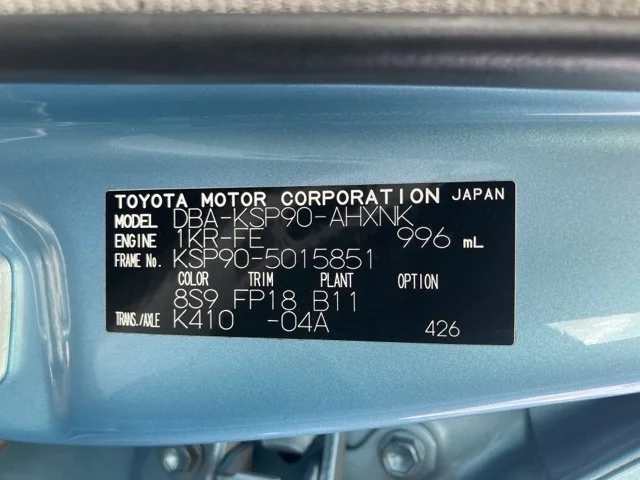 TOYOTA MOTOR CORPORATION JAPAN
MODEL DBA-KSP90-AHXNK
ENGINE 1KR-FE 996 mL
FRAME No. KSP90-5015851
COLOR TRIM PLANT OPTION
8S9 FP18 B11
TRANS./AXLE K410 -04A 426